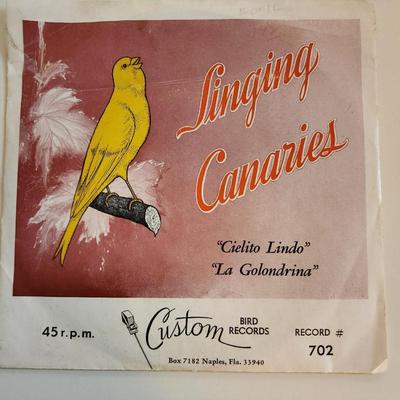 Singing
Canaries
"Cielito Lindo"
"La Golondrina"
45 r.p.m.
Custom BIRD RECORDS
RECORD # 702
Box 7182 Naples, Fla. 33940